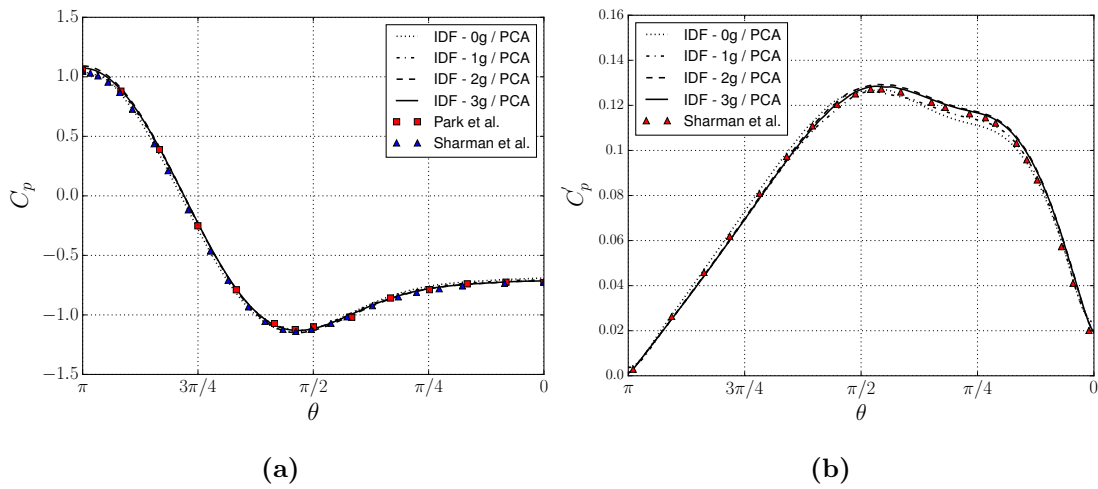 1.5
1.0
0.5
0.0
−0.5
−1.0
−1.5
C_p
π
3π/4
π/2
π/4
0
θ
IDF - 0g / PCA
IDF - 1g / PCA
IDF - 2g / PCA
IDF - 3g / PCA
Park et al.
Sharman et al.
(a)
0.16
0.14
0.12
0.10
0.08
0.06
0.04
0.02
0.00
C_p'
π
3π/4
π/2
π/4
0
θ
IDF - 0g / PCA
IDF - 1g / PCA
IDF - 2g / PCA
IDF - 3g / PCA
Sharman et al.
(b)